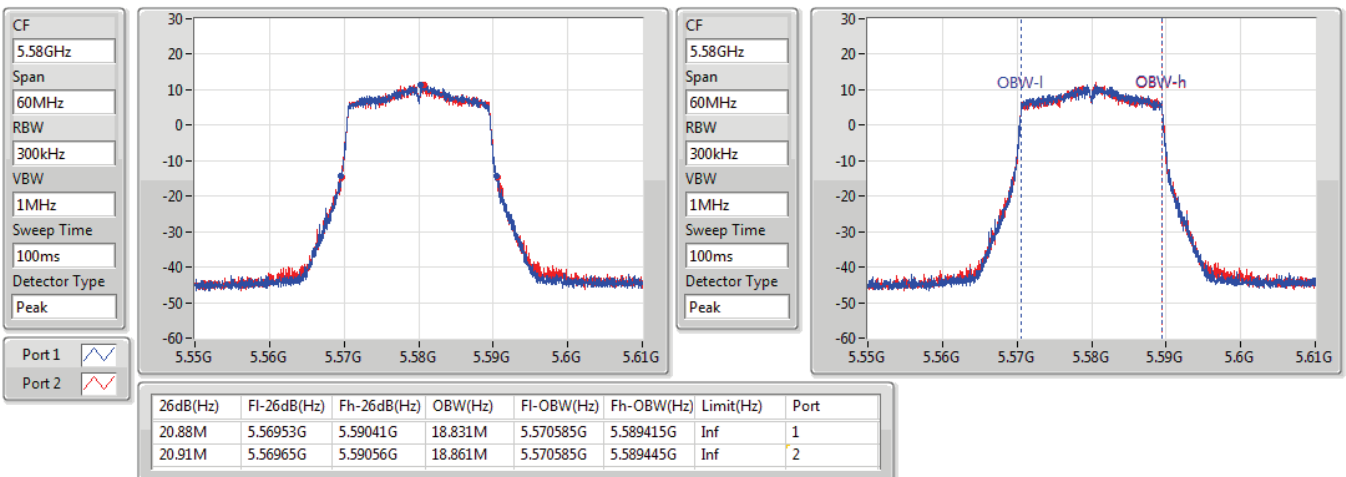 CF
5.58GHz
Span
60MHz
RBW
300kHz
VBW
1MHz
Sweep Time
100ms
Detector Type
Peak
Port 1
Port 2
30
20
10
0
-10
-20
-30
-40
-50
-60
5.55G 5.56G 5.57G 5.58G 5.59G 5.6G 5.61G
CF
5.58GHz
Span
60MHz
RBW
300kHz
VBW
1MHz
Sweep Time
100ms
Detector Type
Peak
30
20
10
0
-10
-20
-30
-40
-50
-60
OBW-l OBW-h
5.55G 5.56G 5.57G 5.58G 5.59G 5.6G 5.61G
26dB(Hz) Fl-26dB(Hz) Fh-26dB(Hz) OBW(Hz) Fl-OBW(Hz) Fh-OBW(Hz) Limit(Hz) Port
20.88M 5.56953G 5.59041G 18.831M 5.570585G 5.589415G Inf 1
20.91M 5.56965G 5.59056G 18.861M 5.570585G 5.589445G Inf 2